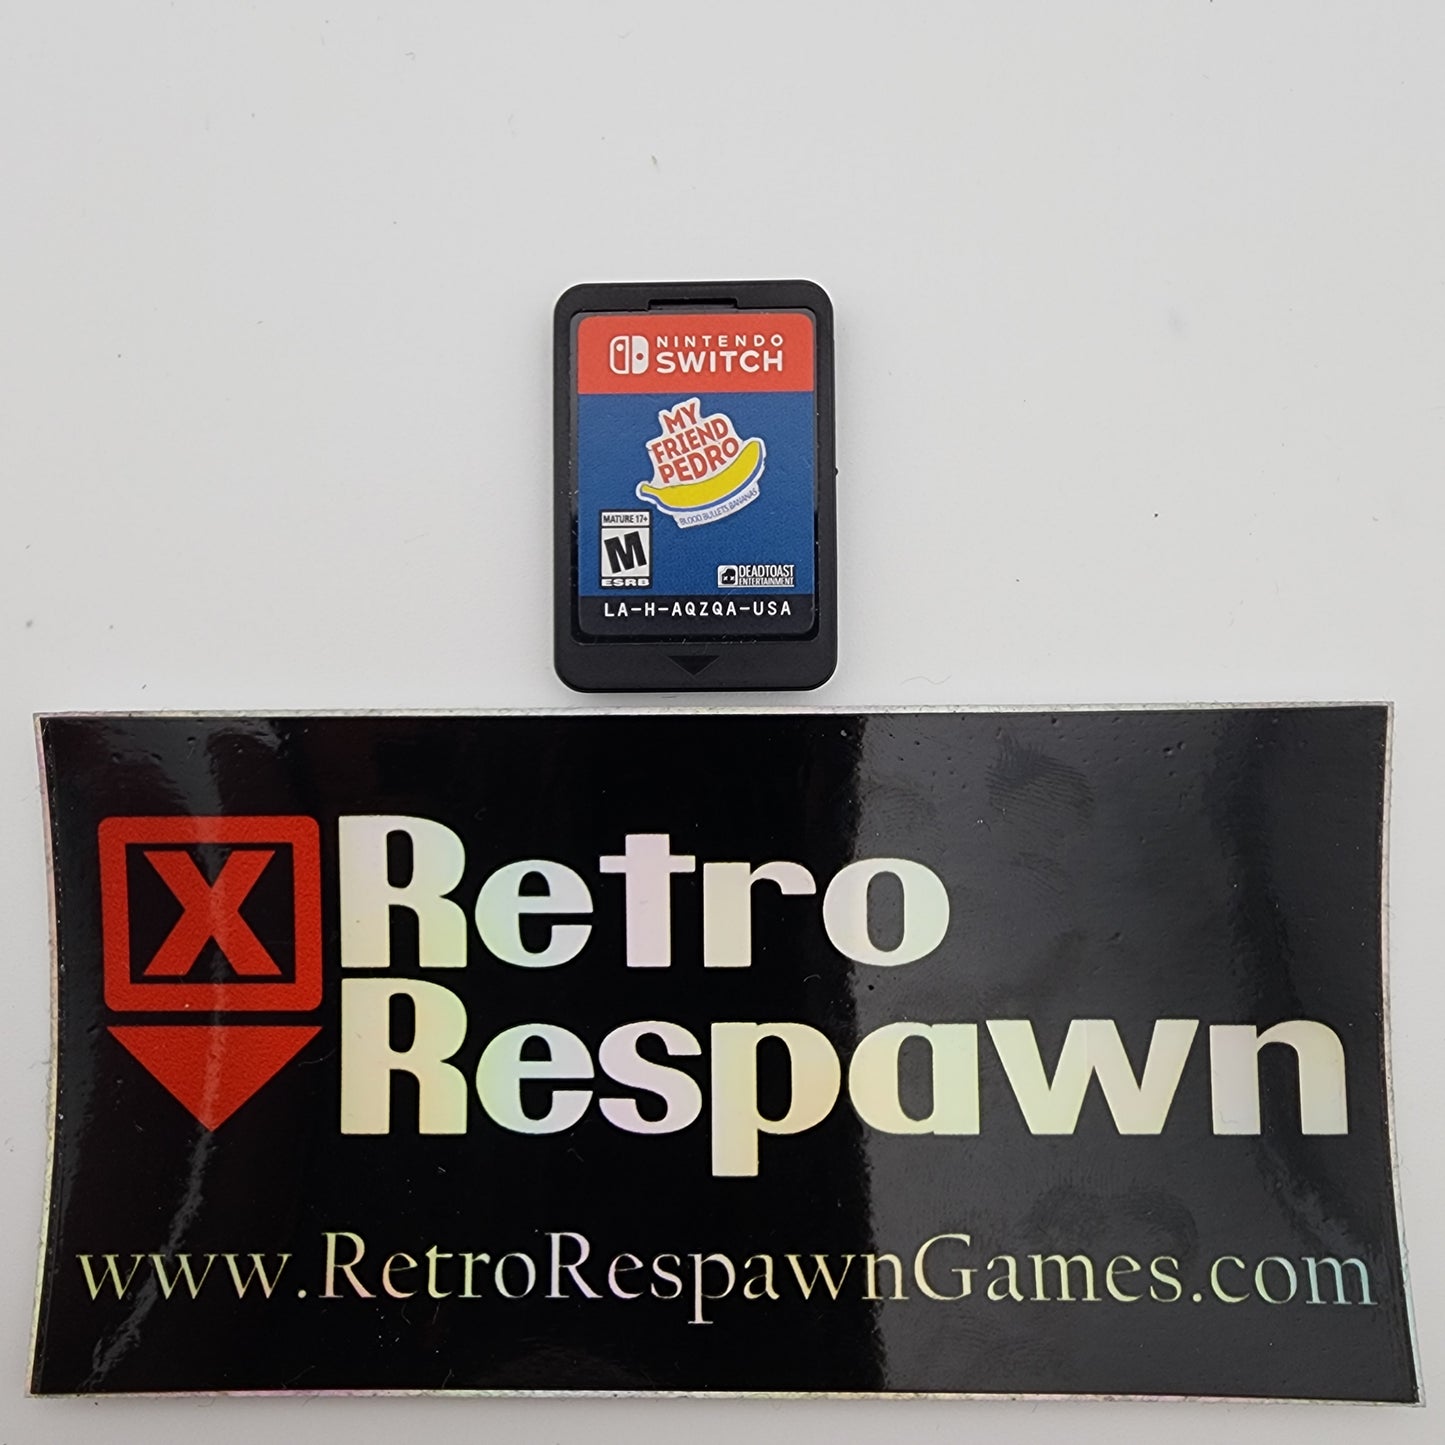 NINTENDO
SWITCH
MY
FRIEND
PEDRO
BLOOD BULLETS BANANAS
MATURE 17+
M
ESRB
DEADTOAST
ENTERTAINMENT
LA-H-AQZQA-USA
X
Retro
Respawn
www.RetroRespawnGames.com